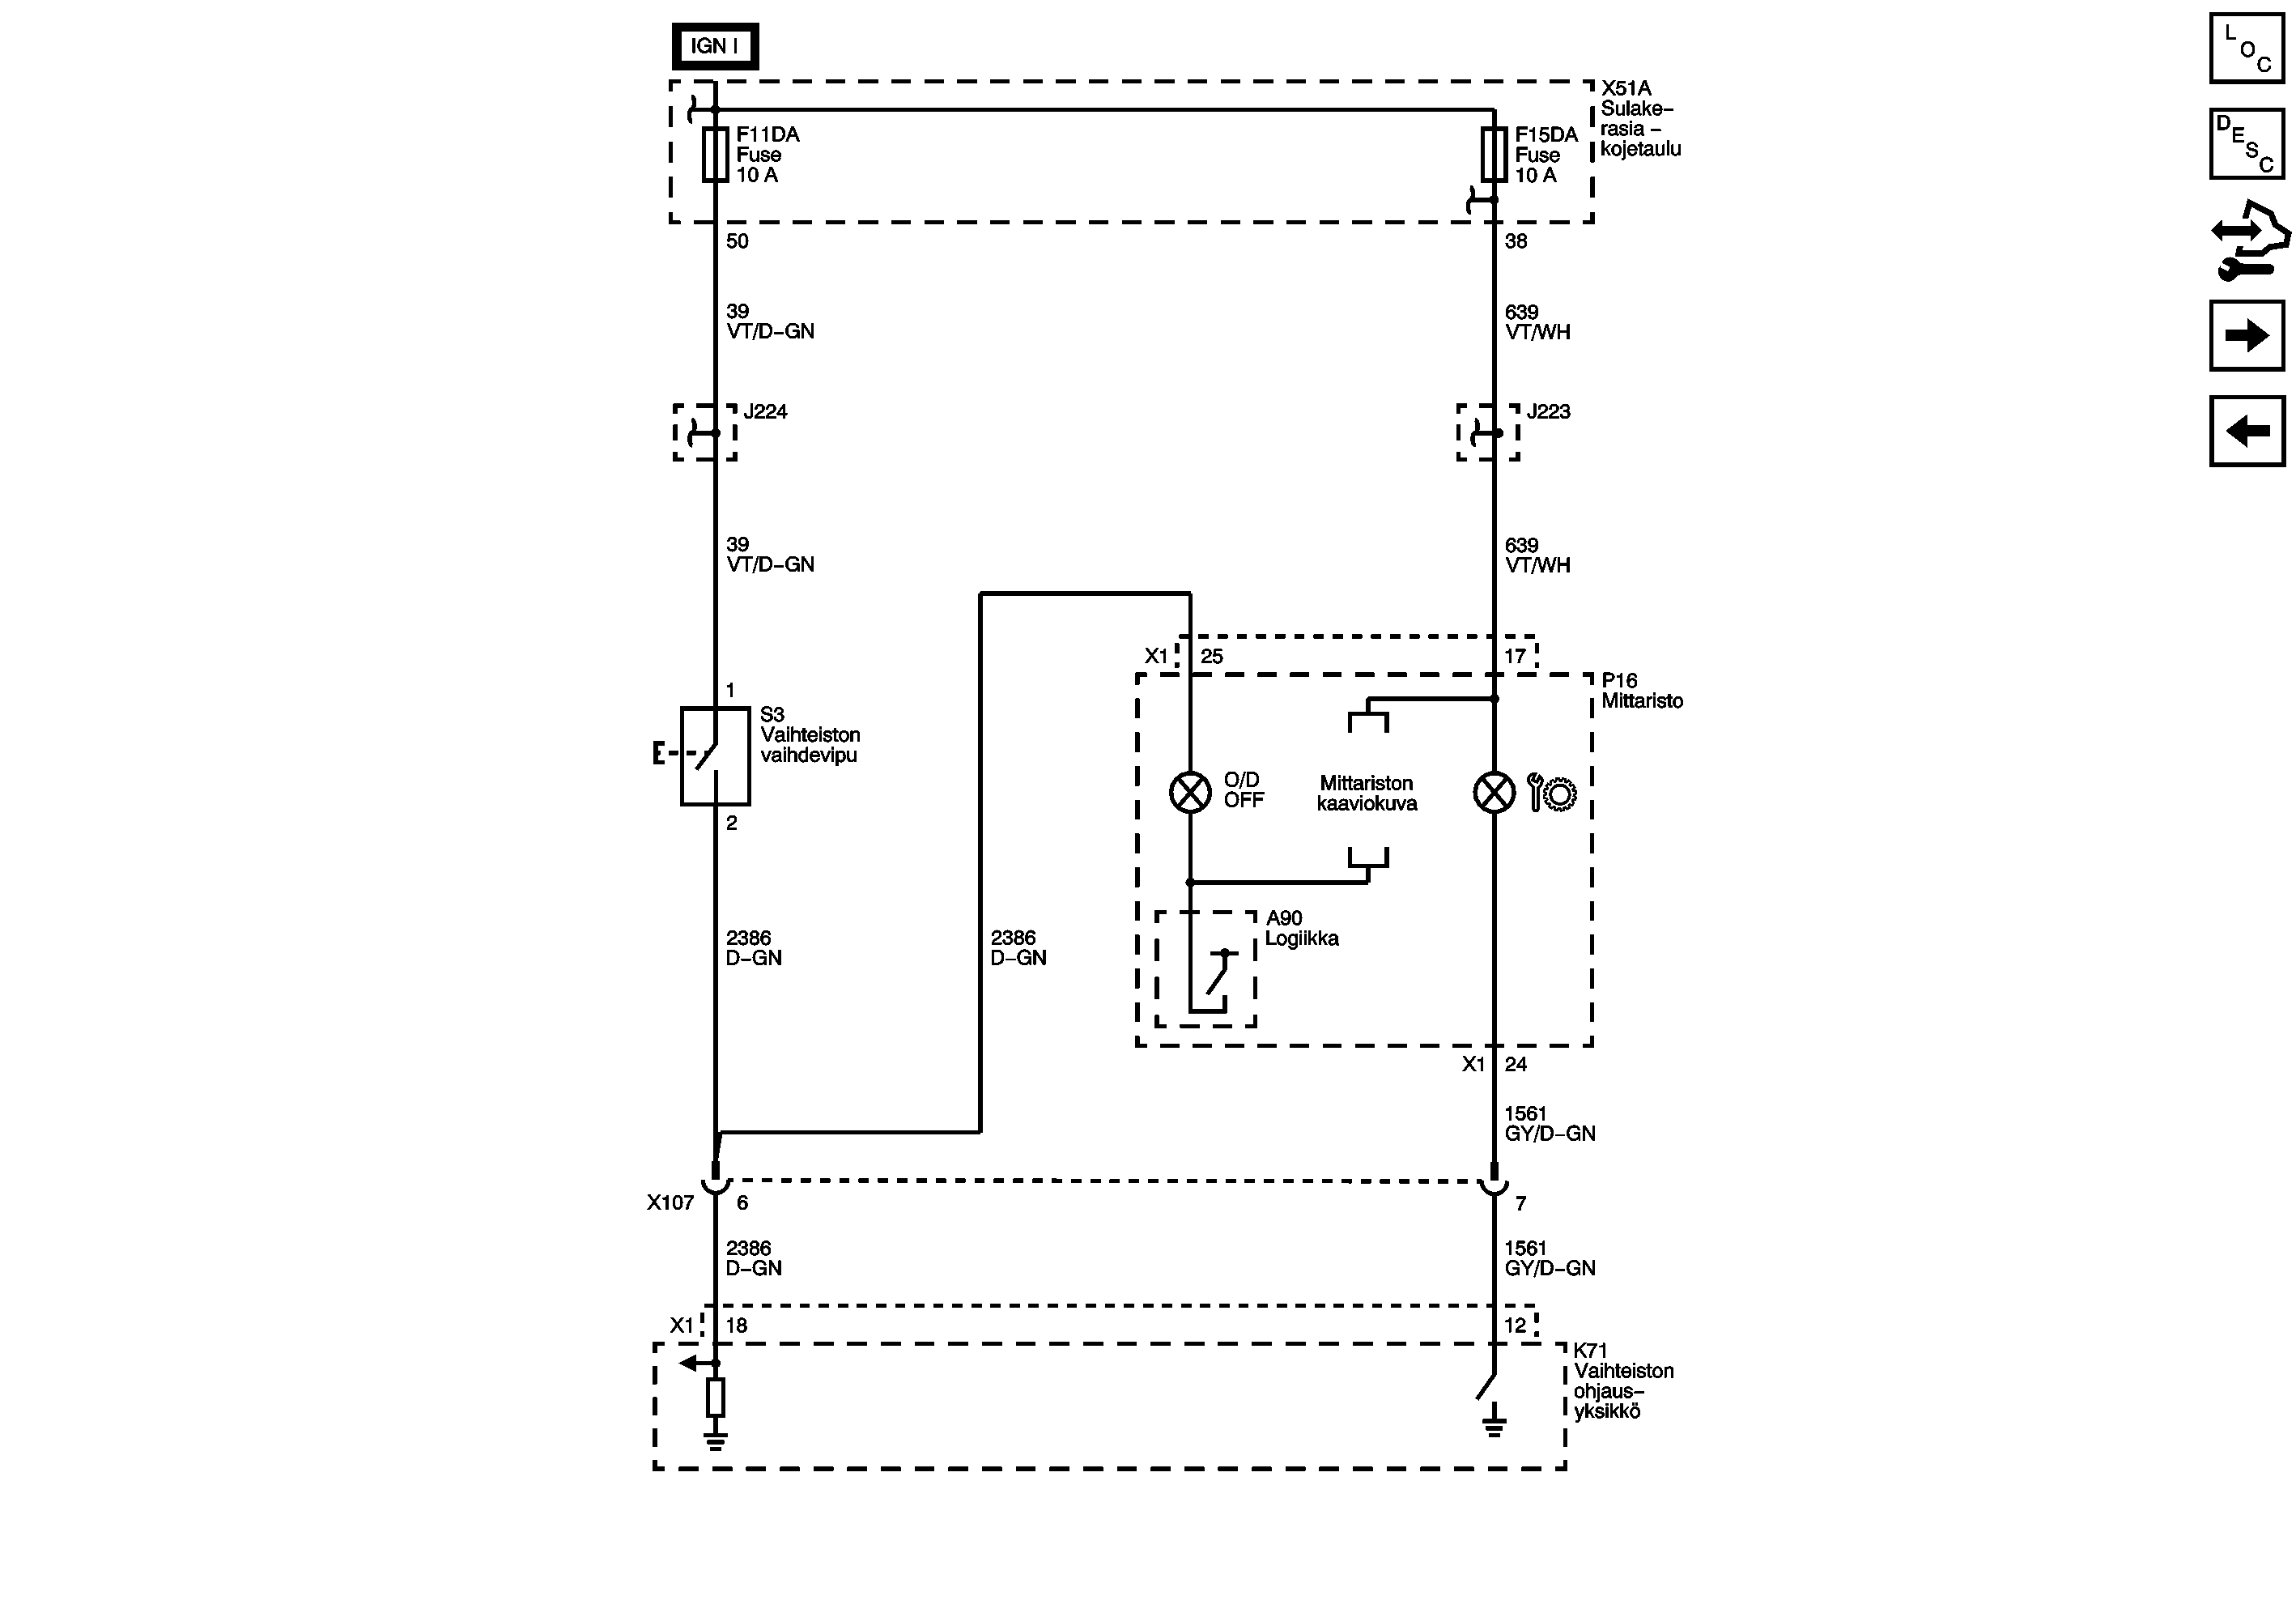 IGN I
L
O
C
X51A
Sulake–
rasia –
kojetaulu
F11DA
Fuse
10 A
F15DA
Fuse
10 A
D
E
S
C
50
38
39
VT/D–GN
639
VT/WH
J224
J223
39
VT/D–GN
639
VT/WH
X1
25
17
P16
Mittaristo
1
S3
Vaihteiston
vaihdevipu
2
O/D
OFF
Mittariston
kaaviokuva
A90
Logiikka
2386
D–GN
2386
D–GN
X1
24
1561
GY/D–GN
X107
6
7
2386
D–GN
1561
GY/D–GN
X1
18
12
K71
Vaihteiston
ohjaus–
yksikkö